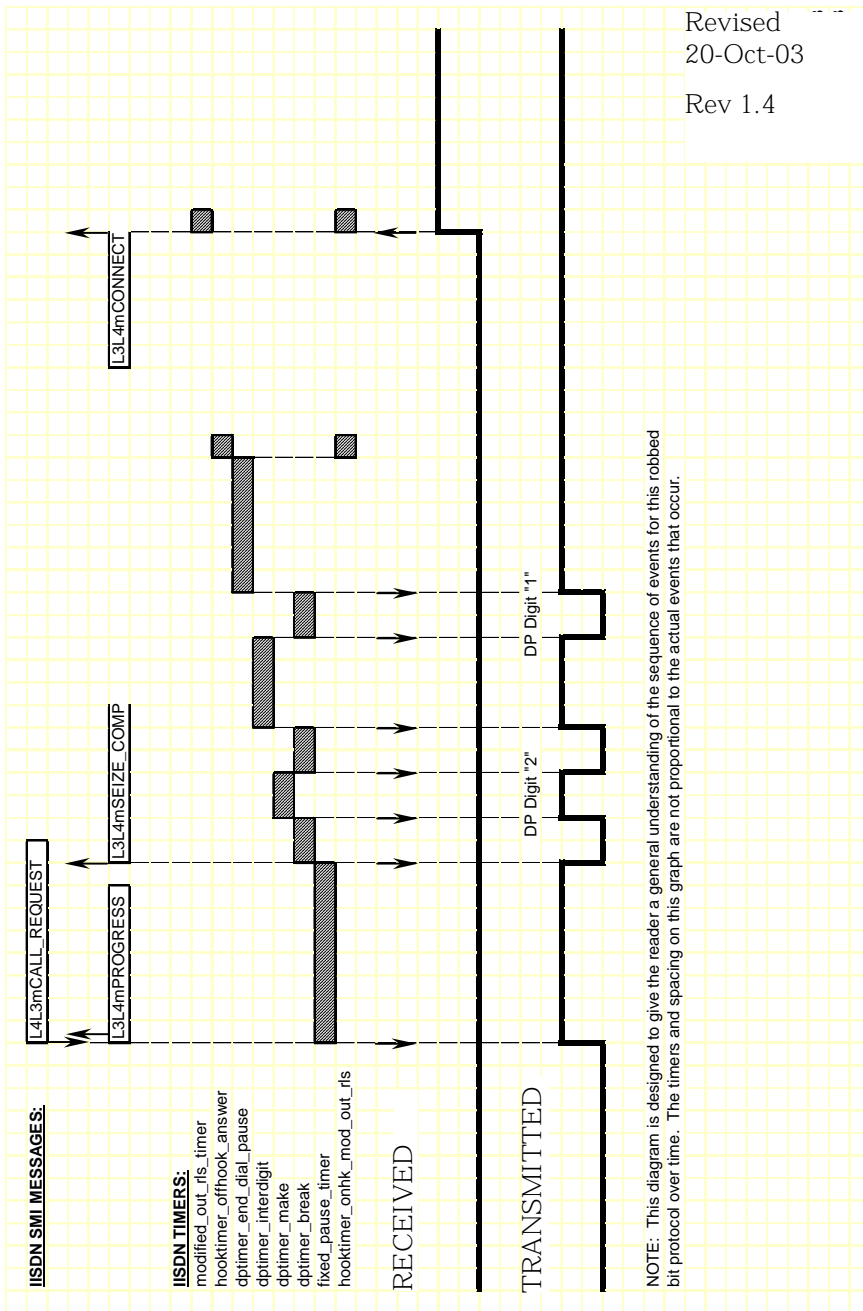 Revised
20-Oct-03
Rev 1.4
IISDN SMI MESSAGES:
L4L3mCALL_REQUEST
L3L4mPROGRESS
L3L4mSEIZE_COMP
L3L4mCONNECT
IISDN TIMERS:
modified_out_rls_timer
hooktimer_offhook_answer
dptimer_end_dial_pause
dptimer_interdigit
dptimer_make
dptimer_break
fixed_pause_timer
hooktimer_onhk_mod_out_rls
RECEIVED
TRANSMITTED
DP Digit "2"
DP Digit "1"
NOTE: This diagram is designed to give the reader a general understanding of the sequence of events for this robbed
bit protocol over time. The timers and spacing on this graph are not proportional to the actual events that occur.